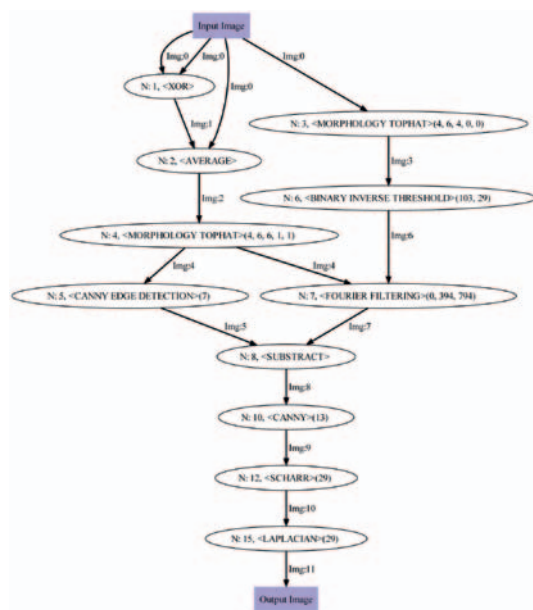 Input Image
Img:0
Img:0
Img:0
Img:0
N: 1, <XOR>
Img:1
N: 3, <MORPHOLOGY TOPHAT>(4, 6, 4, 0, 0)
N: 2, <AVERAGE>
Img:3
Img:2
N: 6, <BINARY INVERSE THRESHOLD>(103, 29)
N: 4, <MORPHOLOGY TOPHAT>(4, 6, 6, 1, 1)
Img:6
Img:4
Img:4
N: 5, <CANNY EDGE DETECTION>(7)
N: 7, <FOURIER FILTERING>(0, 394, 794)
Img:5
Img:7
N: 8, <SUBSTRACT>
Img:8
N: 10, <CANNY>(13)
Img:9
N: 12, <SCHARR>(29)
Img:10
N: 15, <LAPLACIAN>(29)
Img:11
Output Image